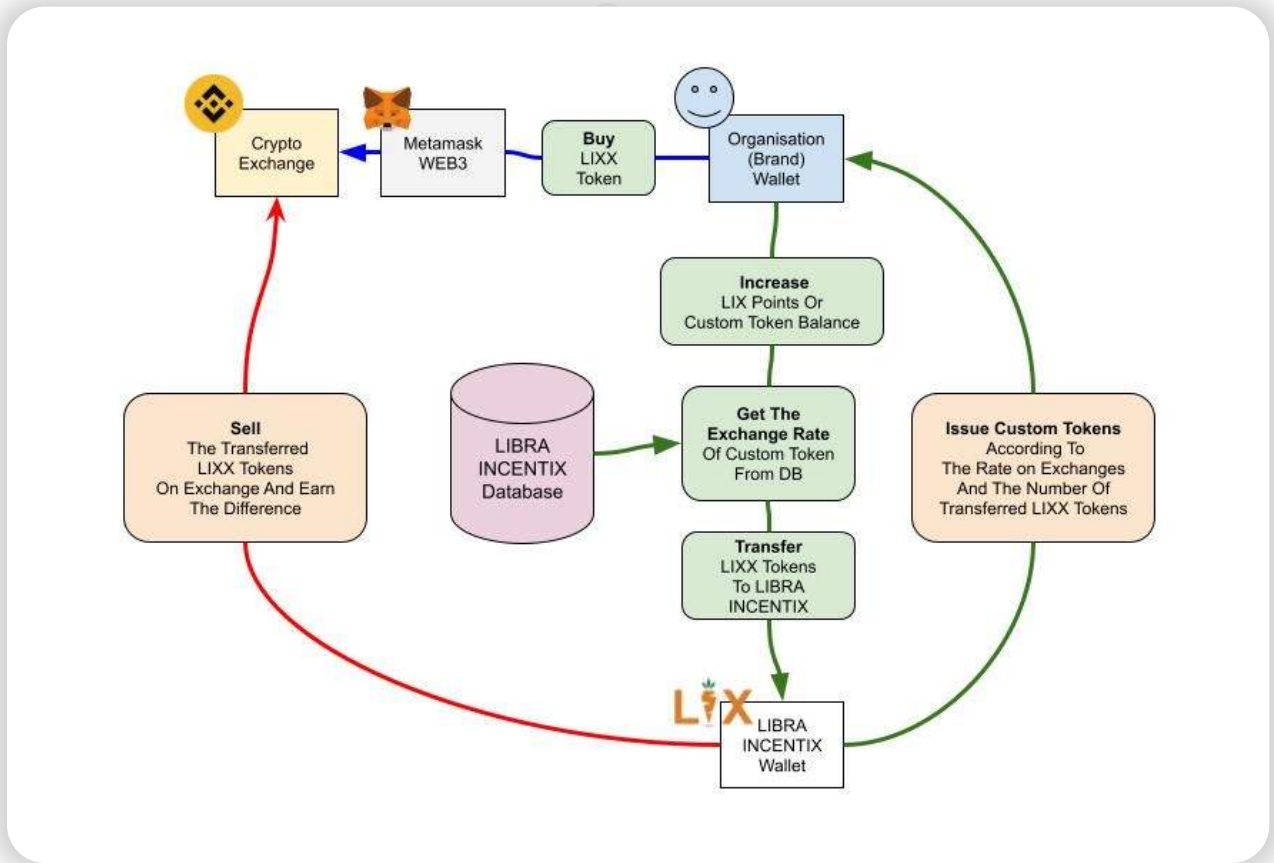 Crypto
Exchange
Metamask
WEB3
Buy
LIXX
Token
Organisation
(Brand)
Wallet
Increase
LIX Points Or
Custom Token Balance
LIBRA
INCENTIX
Database
Get The
Exchange Rate
Of Custom Token
From DB
Sell
The Transferred
LIXX Tokens
On Exchange And Earn
The Difference
Issue Custom Tokens
According To
The Rate on Exchanges
And The Number Of
Transferred LIXX Tokens
Transfer
LIXX Tokens
To LIBRA
INCENTIX
LIX
LIBRA
INCENTIX
Wallet